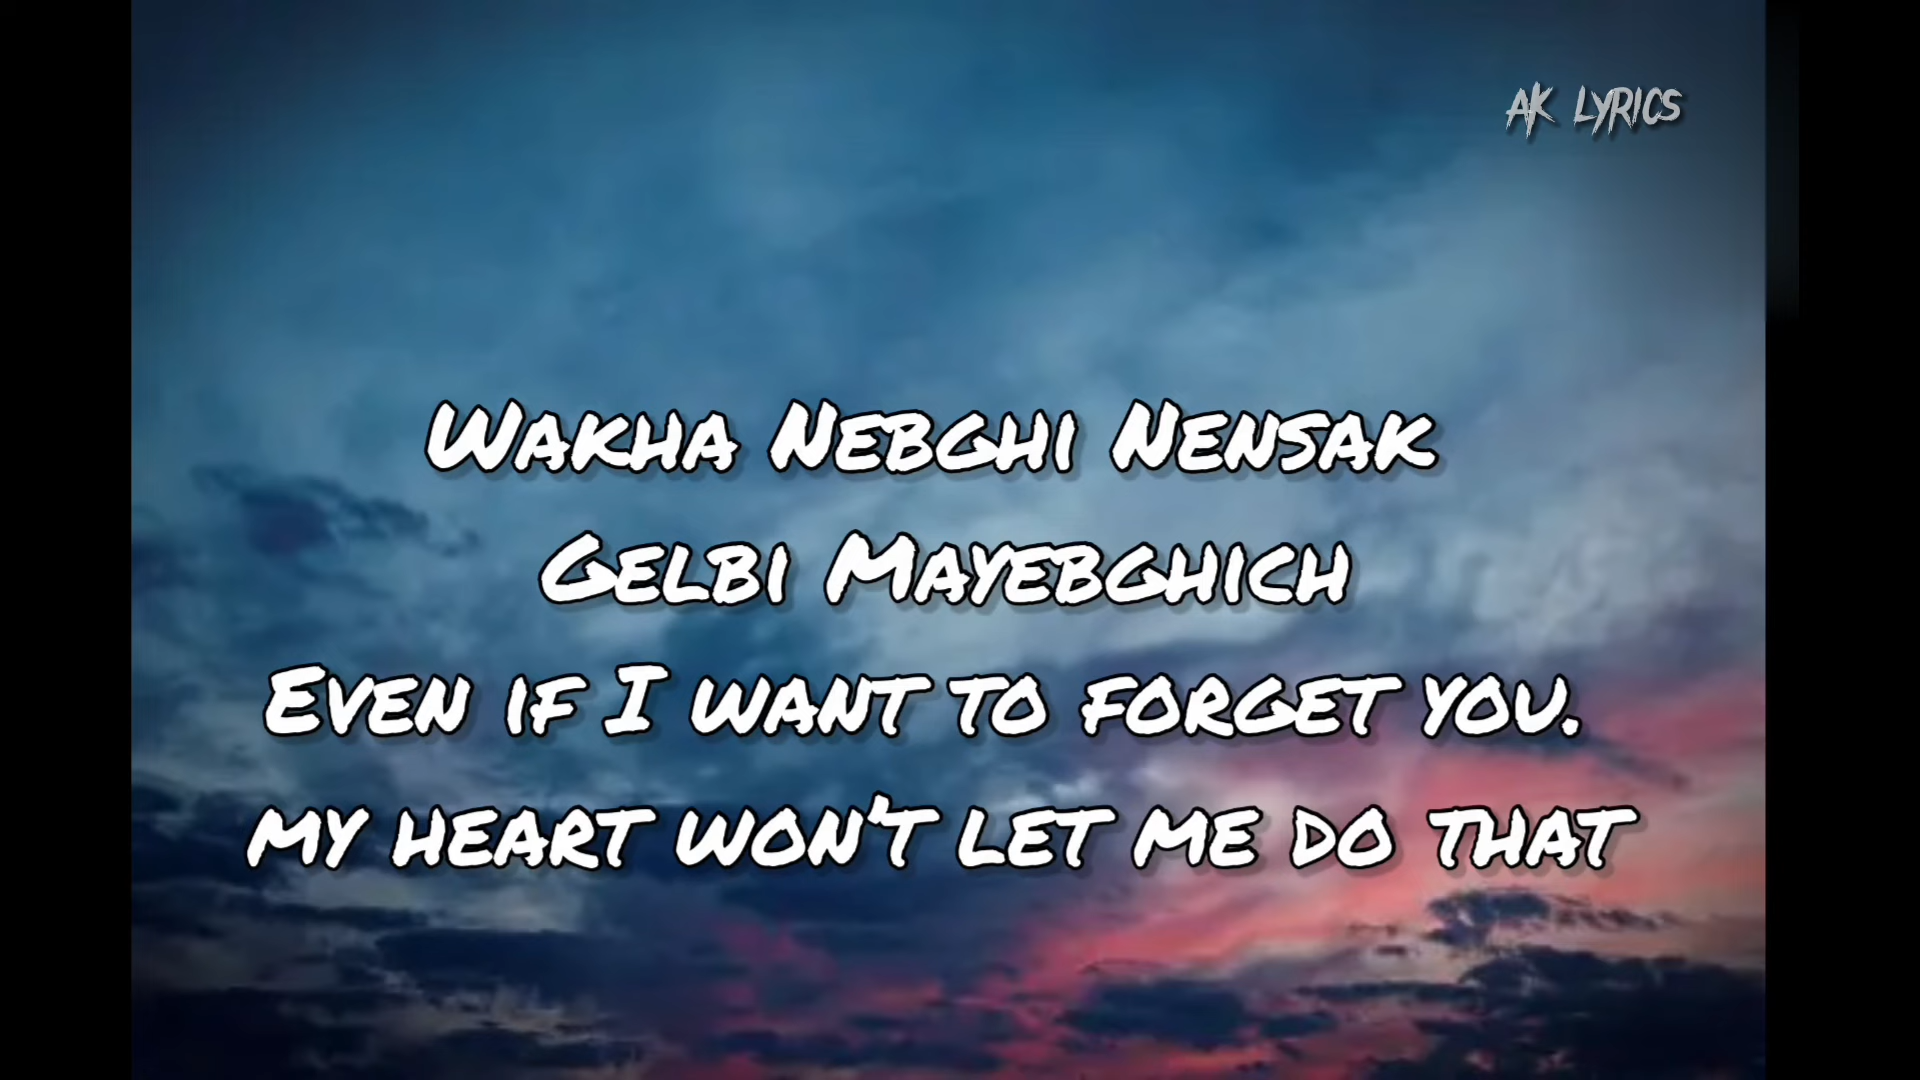 AK LYRICS
WAKHA NEBGHI NENSAK
GELBI MAYEBGHICH
EVEN IF I WANT TO FORGET YOU.
MY HEART WON'T LET ME DO THAT